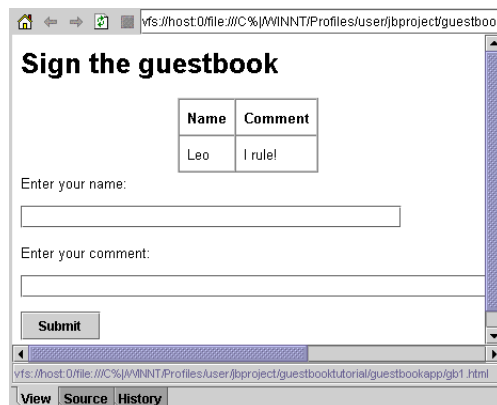 vfs://host:0/file:///C%|/WINNT/Profiles/user/jbproject/guestboo
Sign the guestbook
Name Comment
Leo I rule!
Enter your name:
Enter your comment:
Submit
vfs://host:0/file:///C%|/WINNT/Profiles/user/jbproject/guestbooktutorial/guestbookapp/gb1.html
View Source History